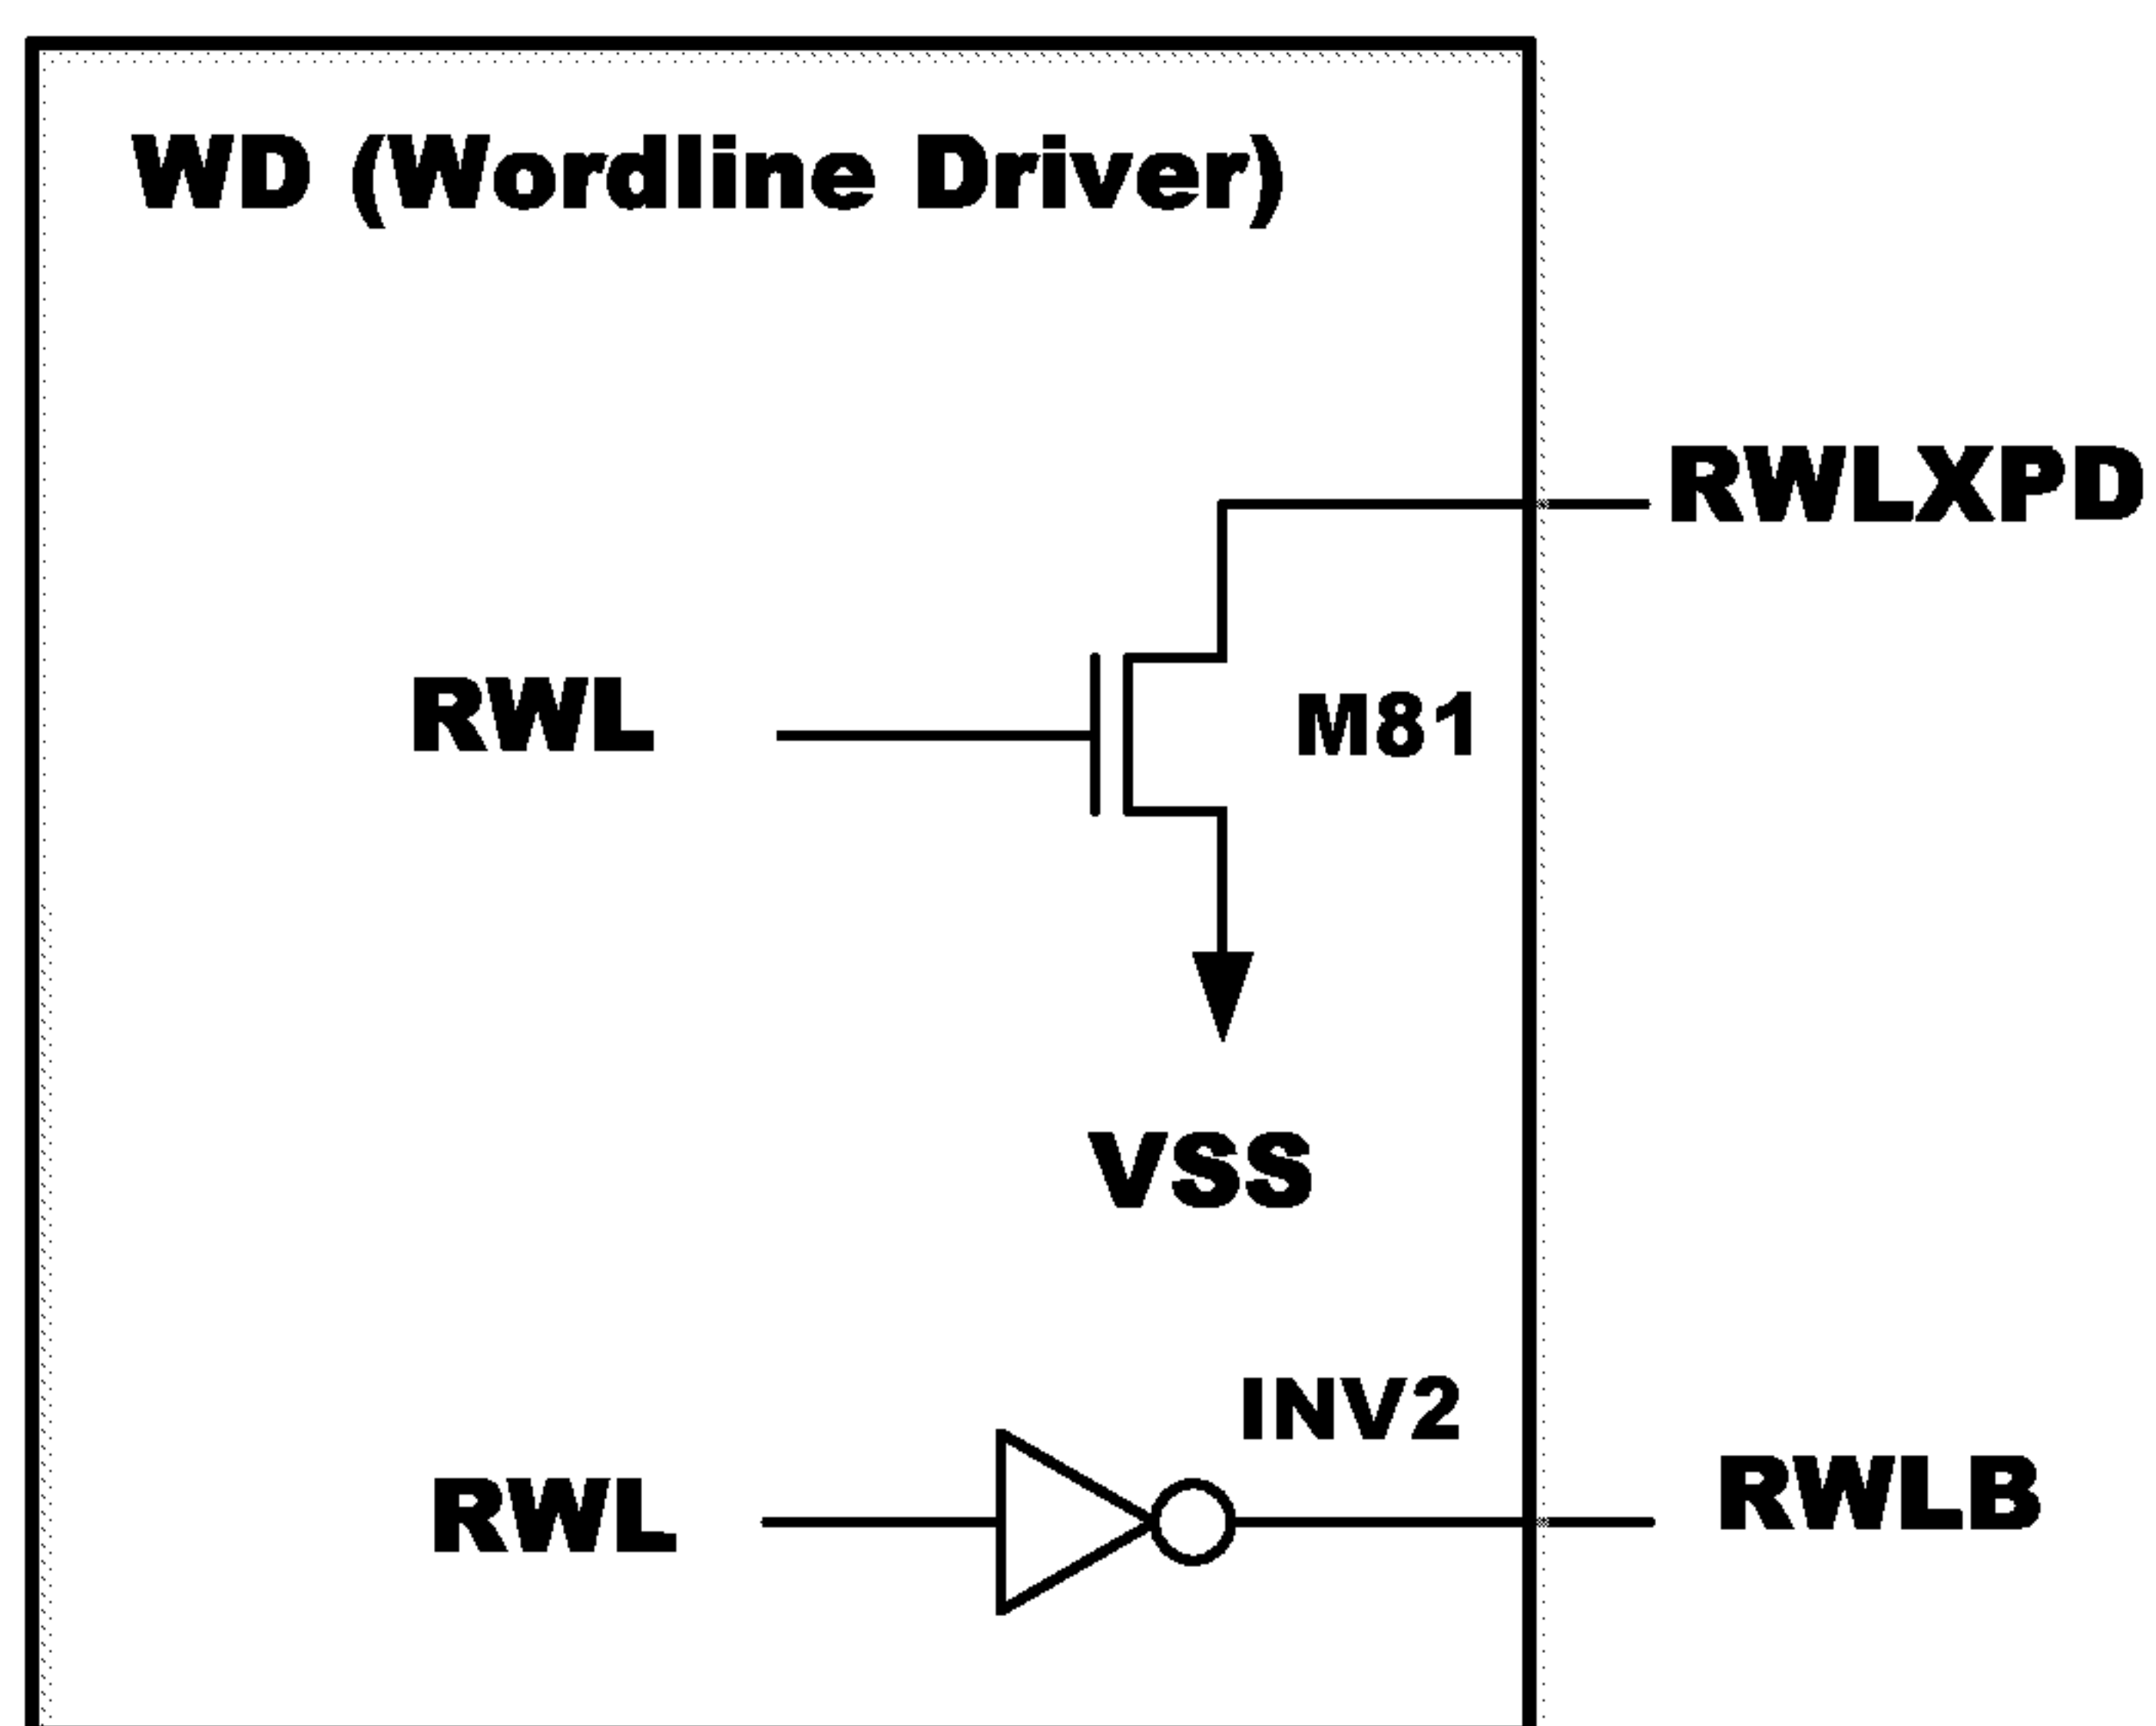 WD (Wordline Driver)
RWLXPD
RWL
M81
VSS
INV2
RWL
RWLB